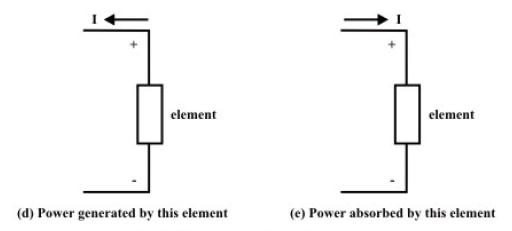 I
+
element
-
(d) Power generated by this element
I
+
element
-
(e) Power absorbed by this element